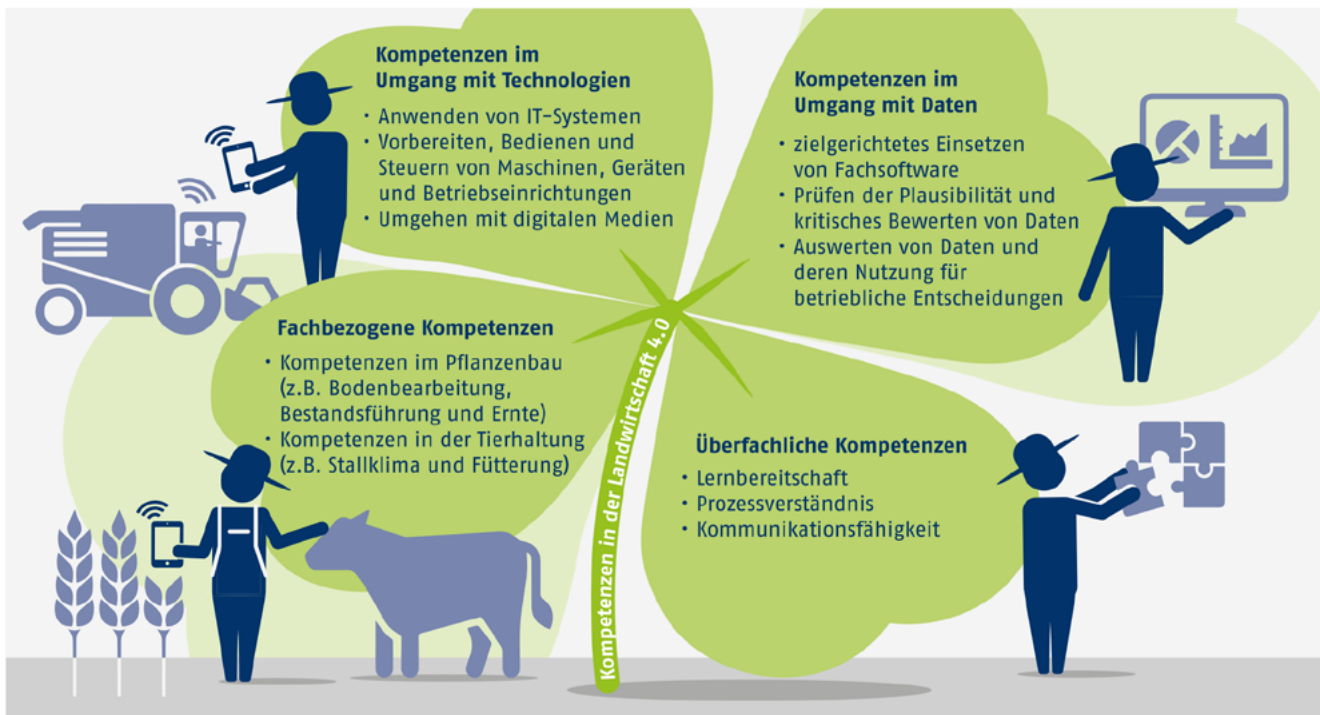 Kompetenzen im
Umgang mit Technologien
• Anwenden von IT-Systemen
• Vorbereiten, Bedienen und
Steuern von Maschinen, Geräten
und Betriebseinrichtungen
• Umgehen mit digitalen Medien
Kompetenzen im
Umgang mit Daten
• zielgerichtetes Einsetzen
von Fachsoftware
• Prüfen der Plausibilität und
kritisches Bewerten von Daten
• Auswerten von Daten und
deren Nutzung für
betriebliche Entscheidungen
Fachbezogene Kompetenzen
• Kompetenzen im Pflanzenbau
(z.B. Bodenbearbeitung,
Bestandsführung und Ernte)
• Kompetenzen in der Tierhaltung
(z.B. Stallklima und Fütterung)
Überfachliche Kompetenzen
• Lernbereitschaft
• Prozessverständnis
• Kommunikationsfähigkeit
Kompetenzen in der Landwirtschaft 4.0